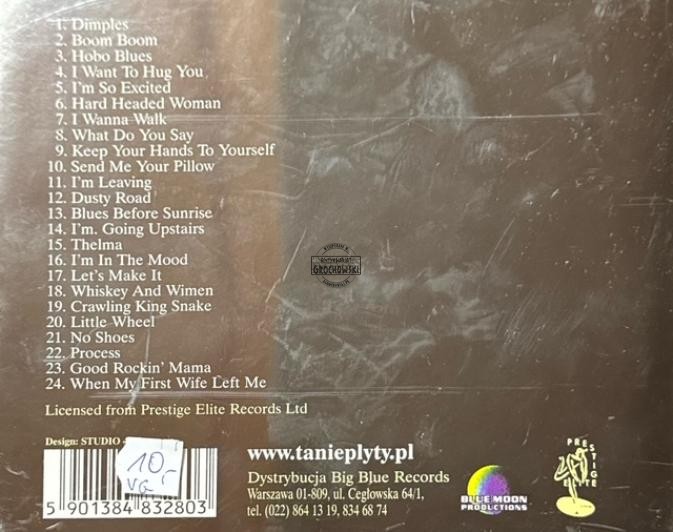 1. Dimples
2. Boom Boom
3. Hobo Blues
4. I Want To Hug You
5. I'm So Excited
6. Hard Headed Woman
7. I Wanna Walk
8. What Do You Say
9. Keep Your Hands To Yourself
10. Send Me Your Pillow
11. I'm Leaving
12. Dusty Road
13. Blues Before Sunrise
14. I'm. Going Upstairs
15. Thelma
16. I'm In The Mood
17. Let's Make It
18. Whiskey And Wimen
19. Crawling King Snake
20. Little Wheel
21. No Shoes
22. Process
23. Good Rockin' Mama
24. When My First Wife Left Me
GROCHOWSKI
Licensed from Prestige Elite Records Ltd
Design: STUDIO
10,-
VG
5 901384 832803
www.tanieplyty.pl
Dystrybucja Big Blue Records
Warszawa 01-809, ul. Cegłowska 64/1,
tel. (022) 864 13 19, 834 68 74
BLUE MOON
PRODUCTIONS
PRESTIGE